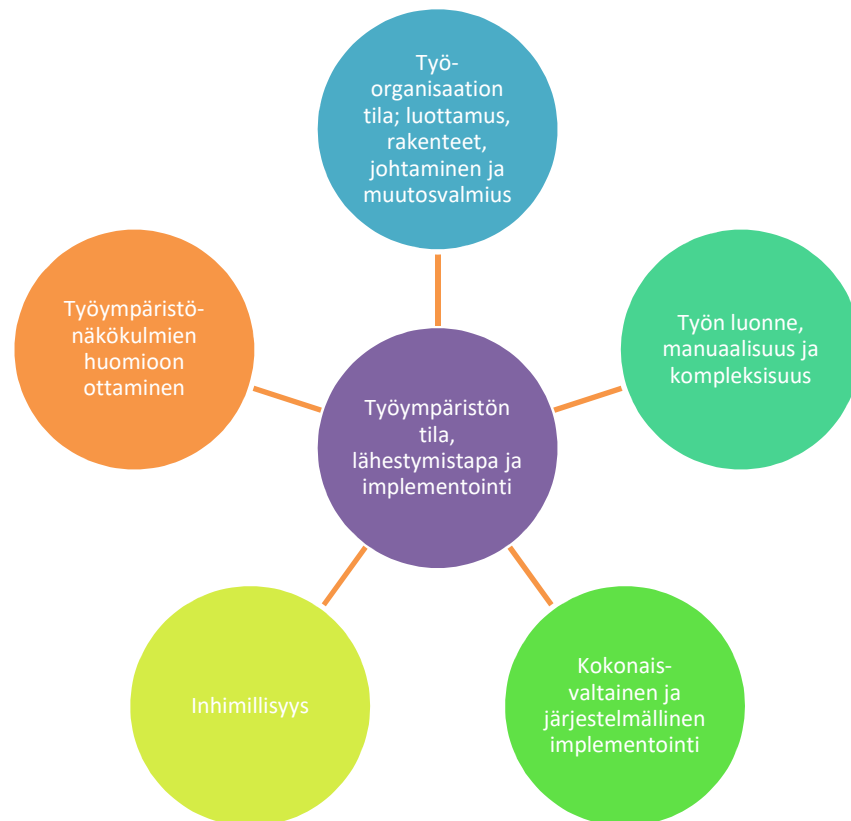 Työ-
organisaation
tila; luottamus,
rakenteet,
johtaminen ja
muutosvalmius
Työympäristö-
näkökulmien
huomioon
ottaminen
Työn luonne,
manuaalisuus ja
kompleksisuus
Työympäristön
tila,
lähestymistapa ja
implementointi
Inhimillisyys
Kokonais-
valtainen ja
järjestelmällinen
implementointi